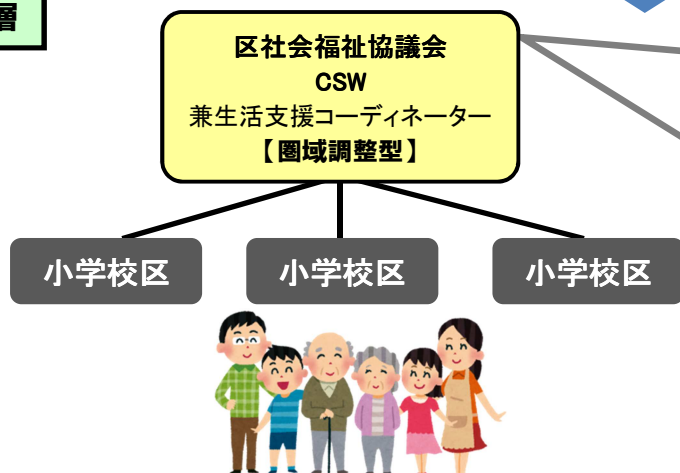 層
区社会福祉協議会
CSW
兼生活支援コーディネーター
【圏域調整型】
小学校区
小学校区
小学校区